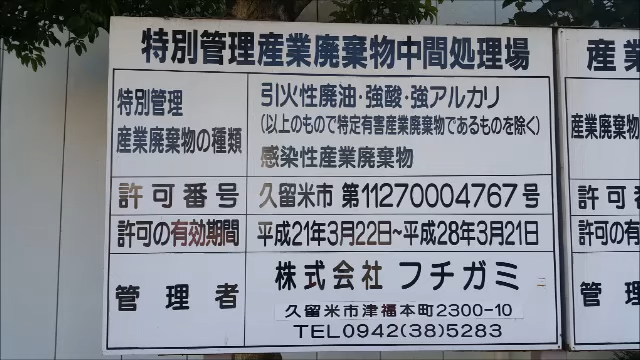 特別管理産業廃棄物中間処理場
特別管理
産業廃棄物の種類
引火性廃油・強酸・強アルカリ
(以上のもので特定有害産業廃棄物であるものを除く)
感染性産業廃棄物
許可番号
久留米市 第11270004767号
許可の有効期間
平成21年3月22日~平成28年3月21日
管理者
株式会社 フチガミ
久留米市津福本町2300-10
TEL0942(38)5283
産業
産業廃棄物
許可
許可の有
管理